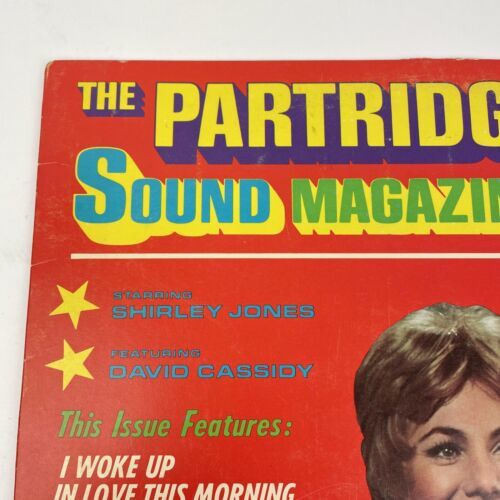 THE PARTRIDG
SOUND MAGAZIN
STARRING
SHIRLEY JONES
FEATURING
DAVID CASSIDY
This Issue Features:
I WOKE UP
IN LOVE THIS MORNING